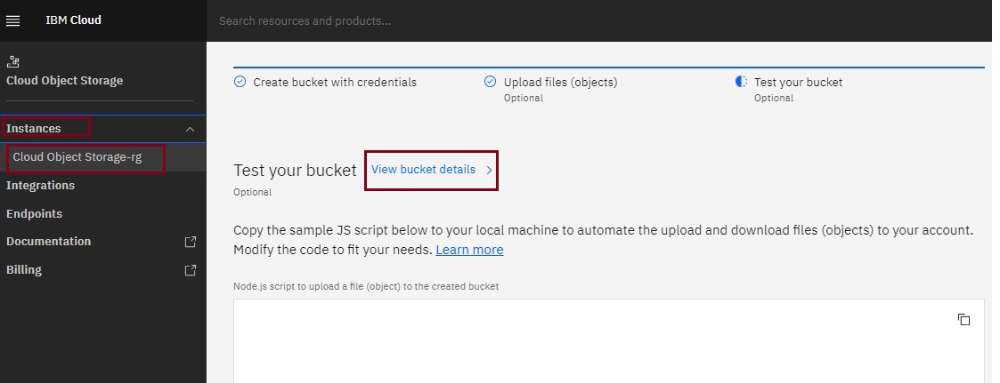 IBM Cloud
Search resources and products...
Cloud Object Storage
Instances
Cloud Object Storage-rg
Integrations
Endpoints
Documentation
Billing
Create bucket with credentials
Upload files (objects)
Optional
Test your bucket
Optional
Test your bucket View bucket details
Optional
Copy the sample JS script below to your local machine to automate the upload and download files (objects) to your account.
Modify the code to fit your needs. Learn more
Node.js script to upload a file (object) to the created bucket